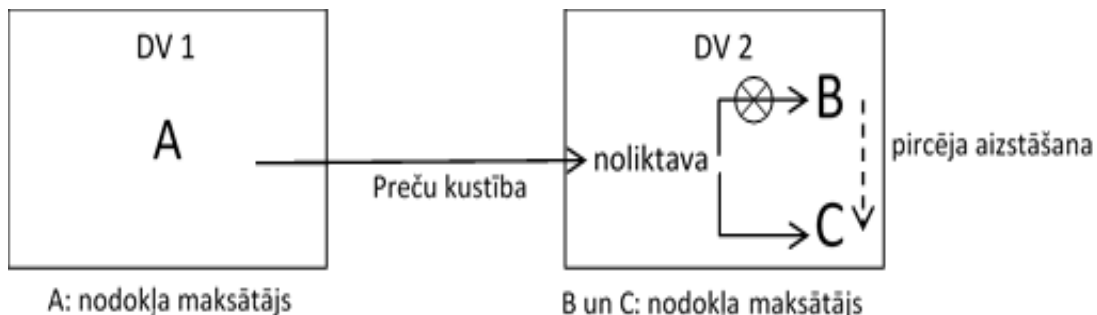 DV 1
A
Preču kustība
DV 2
noliktava
B
C
pircēja aizstāšana
A: nodokļa maksātājs
B un C: nodokļa maksātājs